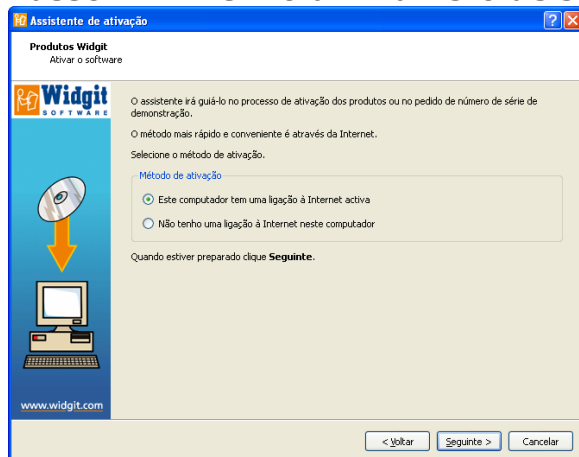 Assistente de ativação
Produtos Widgit
Ativar o software
Widgit
SOFTWARE
O assistente irá guiá-lo no processo de ativação dos produtos ou no pedido de número de série de
demonstração.
O método mais rápido e conveniente é através da Internet.
Selecione o método de ativação.
Método de ativação
Este computador tem uma ligação à Internet activa
Não tenho uma ligação à Internet neste computador
Quando estiver preparado clique Seguinte.
www.widgit.com
< Voltar
Seguinte >
Cancelar